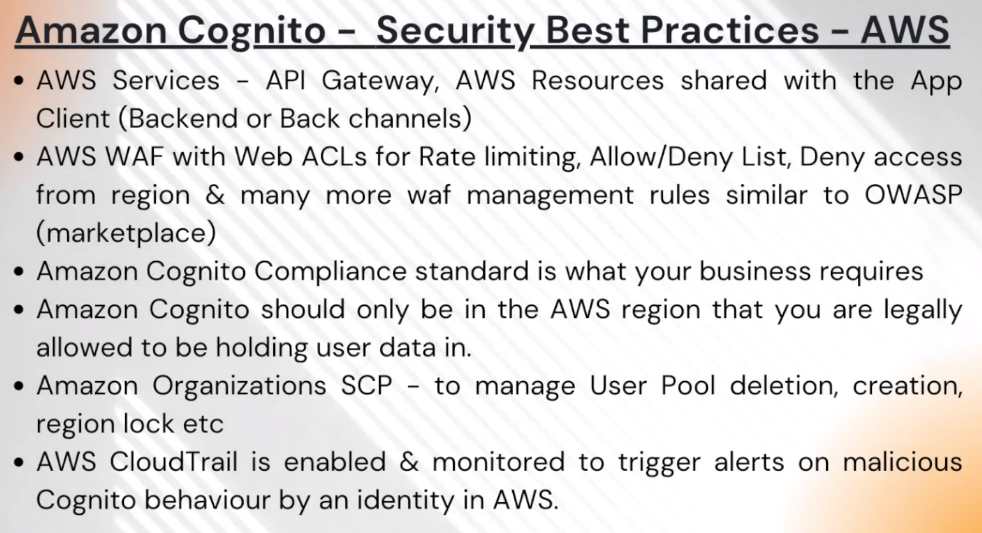 Amazon Cognito – Security Best Practices – AWS
• AWS Services – API Gateway, AWS Resources shared with the App
Client (Backend or Back channels)
• AWS WAF with Web ACLs for Rate limiting, Allow/Deny List, Deny access
from region & many more waf management rules similar to OWASP
(marketplace)
• Amazon Cognito Compliance standard is what your business requires
• Amazon Cognito should only be in the AWS region that you are legally
allowed to be holding user data in.
• Amazon Organizations SCP – to manage User Pool deletion, creation,
region lock etc
• AWS CloudTrail is enabled & monitored to trigger alerts on malicious
Cognito behaviour by an identity in AWS.